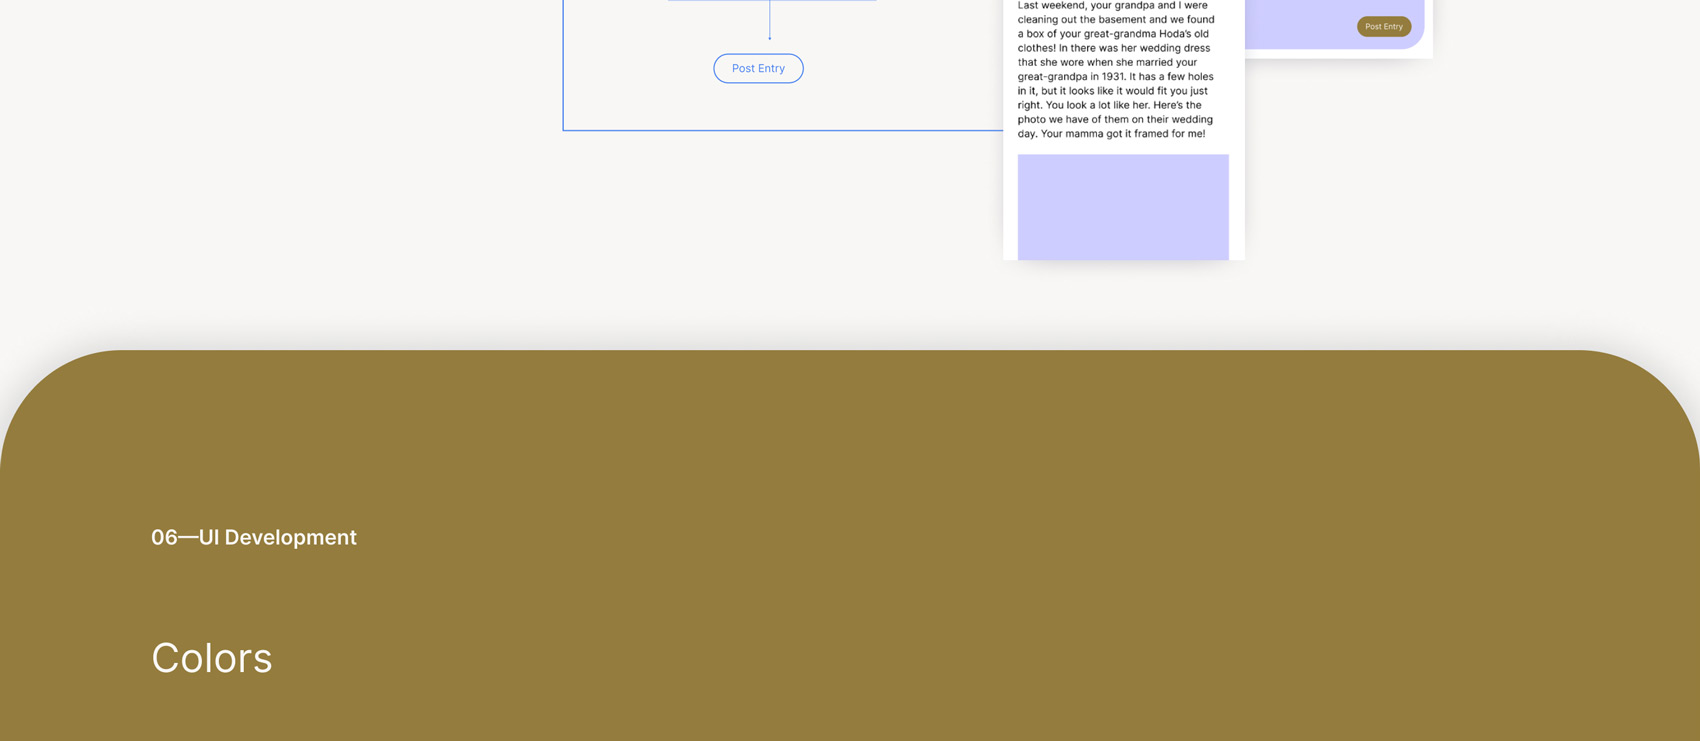 Last weekend, your grandpa and I were
cleaning out the basement and we found
a box of your great-grandma Hoda's old
clothes! In there was her wedding dress
that she wore when she married your
great-grandpa in 1931. It has a few holes
in it, but it looks like it would fit you just
right. You look a lot like her. Here's the
photo we have of them on their wedding
day. Your mamma got it framed for me!
Post Entry
Post Entry
06—UI Development
Colors